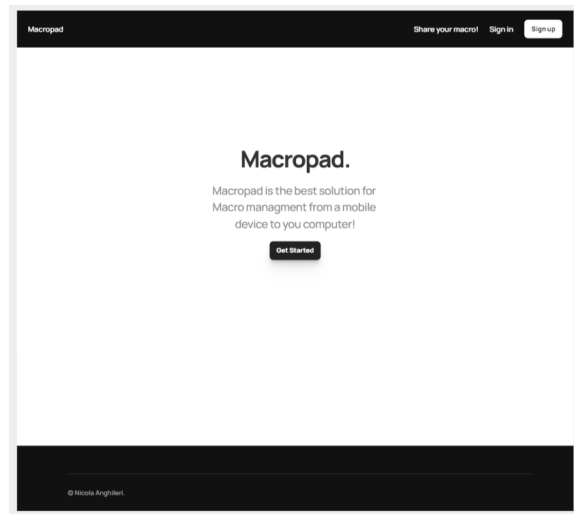 Macropad
Share your macro! Sign in Sign up
Macropad.
Macropad is the best solution for
Macro managment from a mobile
device to you computer!
Get Started
© Nicola Anghileri.